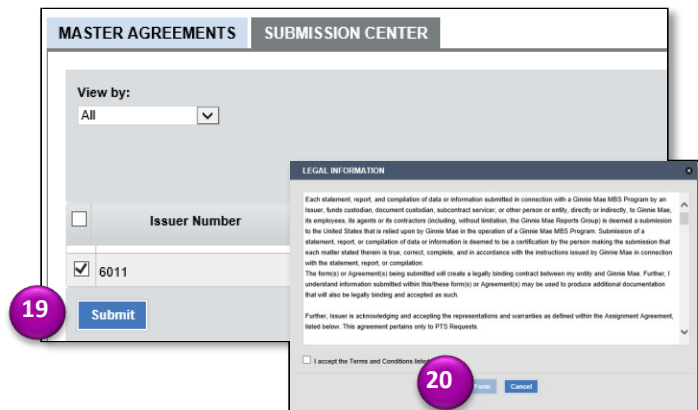 MASTER AGREEMENTS SUBMISSION CENTER
View by:
All
Issuer Number
6011
19
Submit
LEGAL INFORMATION
Each statement, report, and compilation of data or information submitted in connection with a Ginnie Mae MBS Program by an
Issuer, funds custodian, document custodian, subcontract servicer, or other person or entity, directly or indirectly, to Ginnie Mae,
its employees, its agents or its contractors (including, without limitation, the Ginnie Mae Reports Group) is deemed a submission
to the United States that is relied upon by Ginnie Mae in the operation of a Ginnie Mae MBS Program. Submission of a
statement, report, or compilation of data or information is deemed to be a certification by the person making the submission that
each matter stated therein is true, correct, complete, and in accordance with the instructions issued by Ginnie Mae in connection
with the statement, report, or compilation.
The form(s) or Agreement(s) being submitted will create a legally binding contract between my entity and Ginnie Mae. Further, I
understand information submitted within this/these form(s) or Agreement(s) may be used to produce additional documentation
that will also be legally binding and accepted as such.
Further, Issuer is acknowledging and accepting the representations and warranties as defined within the Assignment Agreement,
listed below. This agreement pertains only to PTS Requests.
I accept the Terms and Conditions listed
20
Form Cancel